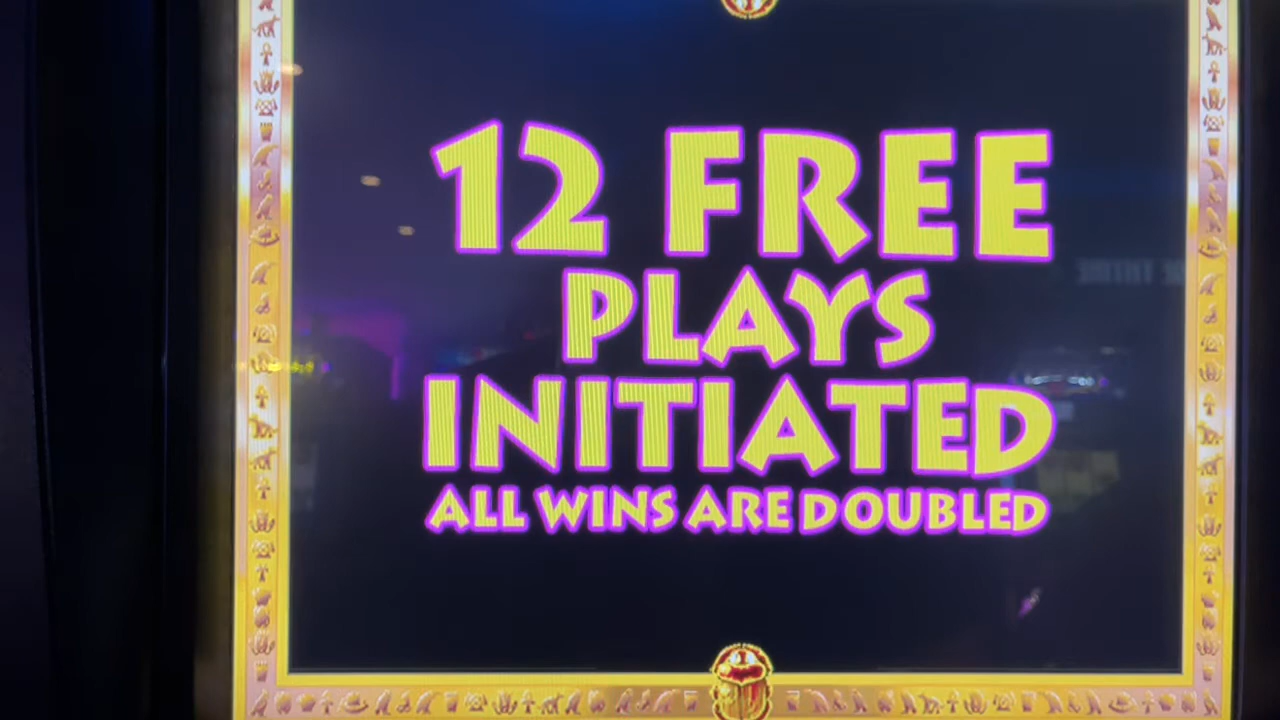 12 FREE
PLAYS
INITIATED
ALL WINS ARE DOUBLED